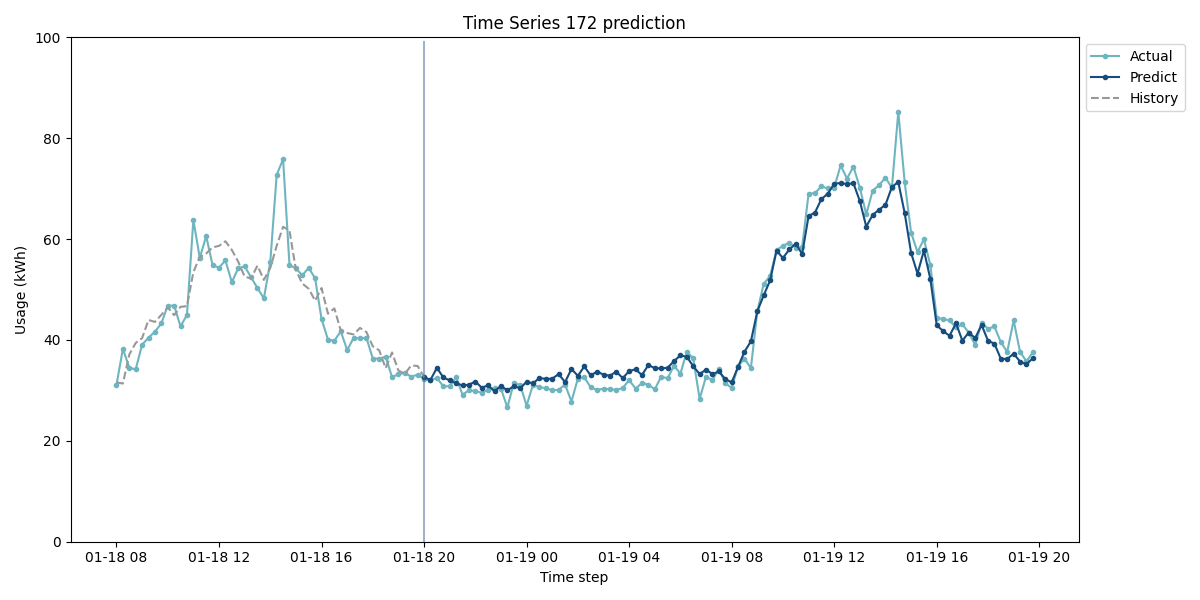 Time Series 172 prediction
100
80
60
40
20
0
Usage (kWh)
01-18 08
01-18 12
01-18 16
01-18 20
01-19 00
01-19 04
01-19 08
01-19 12
01-19 16
01-19 20
Time step
Actual
Predict
History